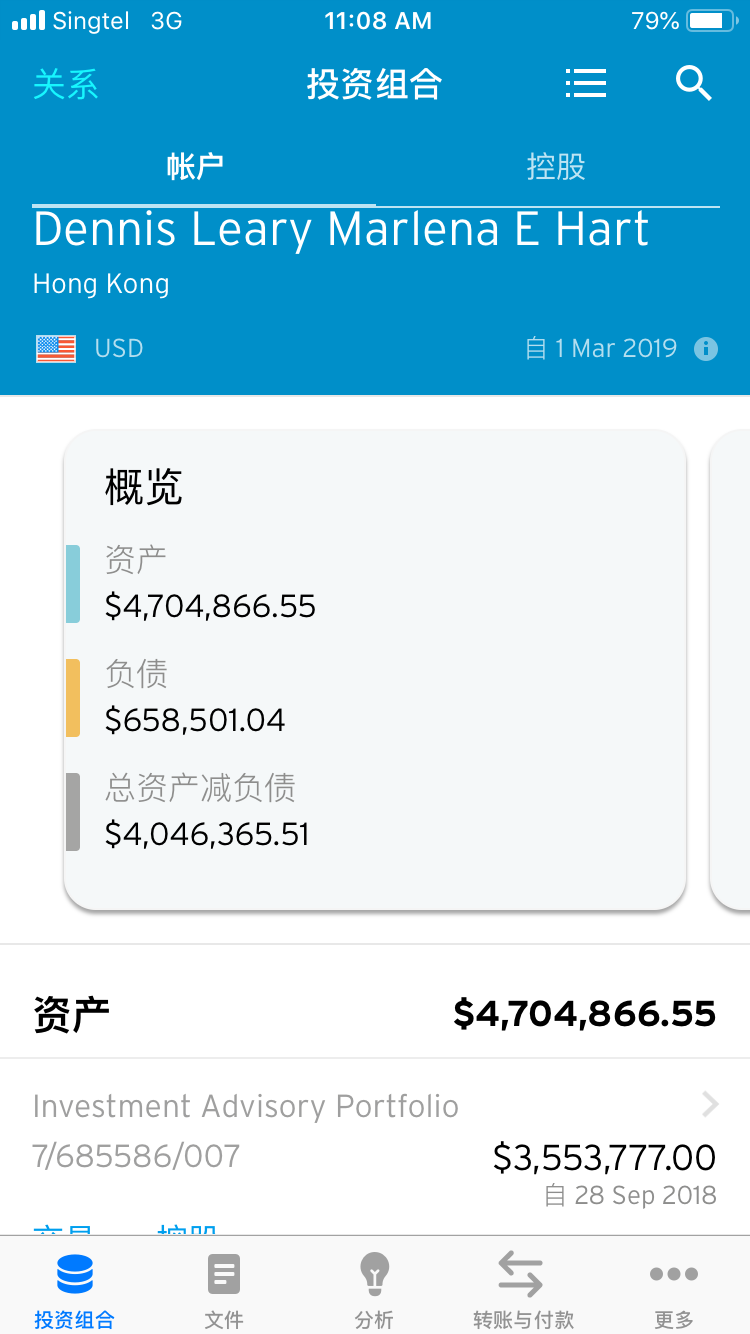 Singtel 3G 11:08 AM 79%
关系 投资组合
帐户 控股
Dennis Leary Marlena E Hart
Hong Kong
USD 自 1 Mar 2019
概览
资产
$4,704,866.55
负债
$658,501.04
总资产减负债
$4,046,365.51
资产 $4,704,866.55
Investment Advisory Portfolio
7/685586/007 $3,553,777.00
自 28 Sep 2018
投资组合 文件 分析 转账与付款 更多